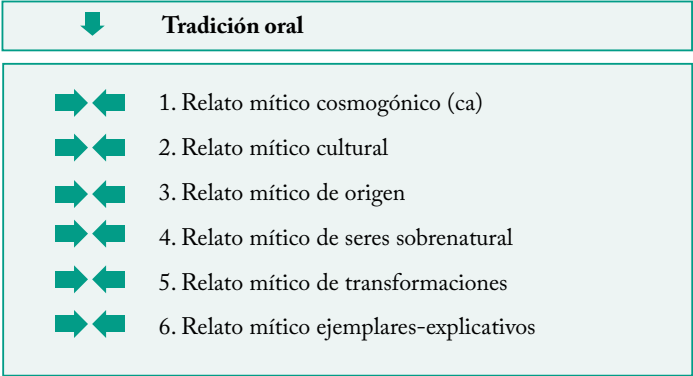 Tradición oral
1. Relato mítico cosmogónico (ca)
2. Relato mítico cultural
3. Relato mítico de origen
4. Relato mítico de seres sobrenatural
5. Relato mítico de transformaciones
6. Relato mítico ejemplares-explicativos